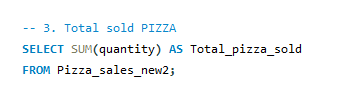 -- 3. Total sold PIZZA
SELECT SUM(quantity) AS Total_pizza_sold
FROM Pizza_sales_new2;